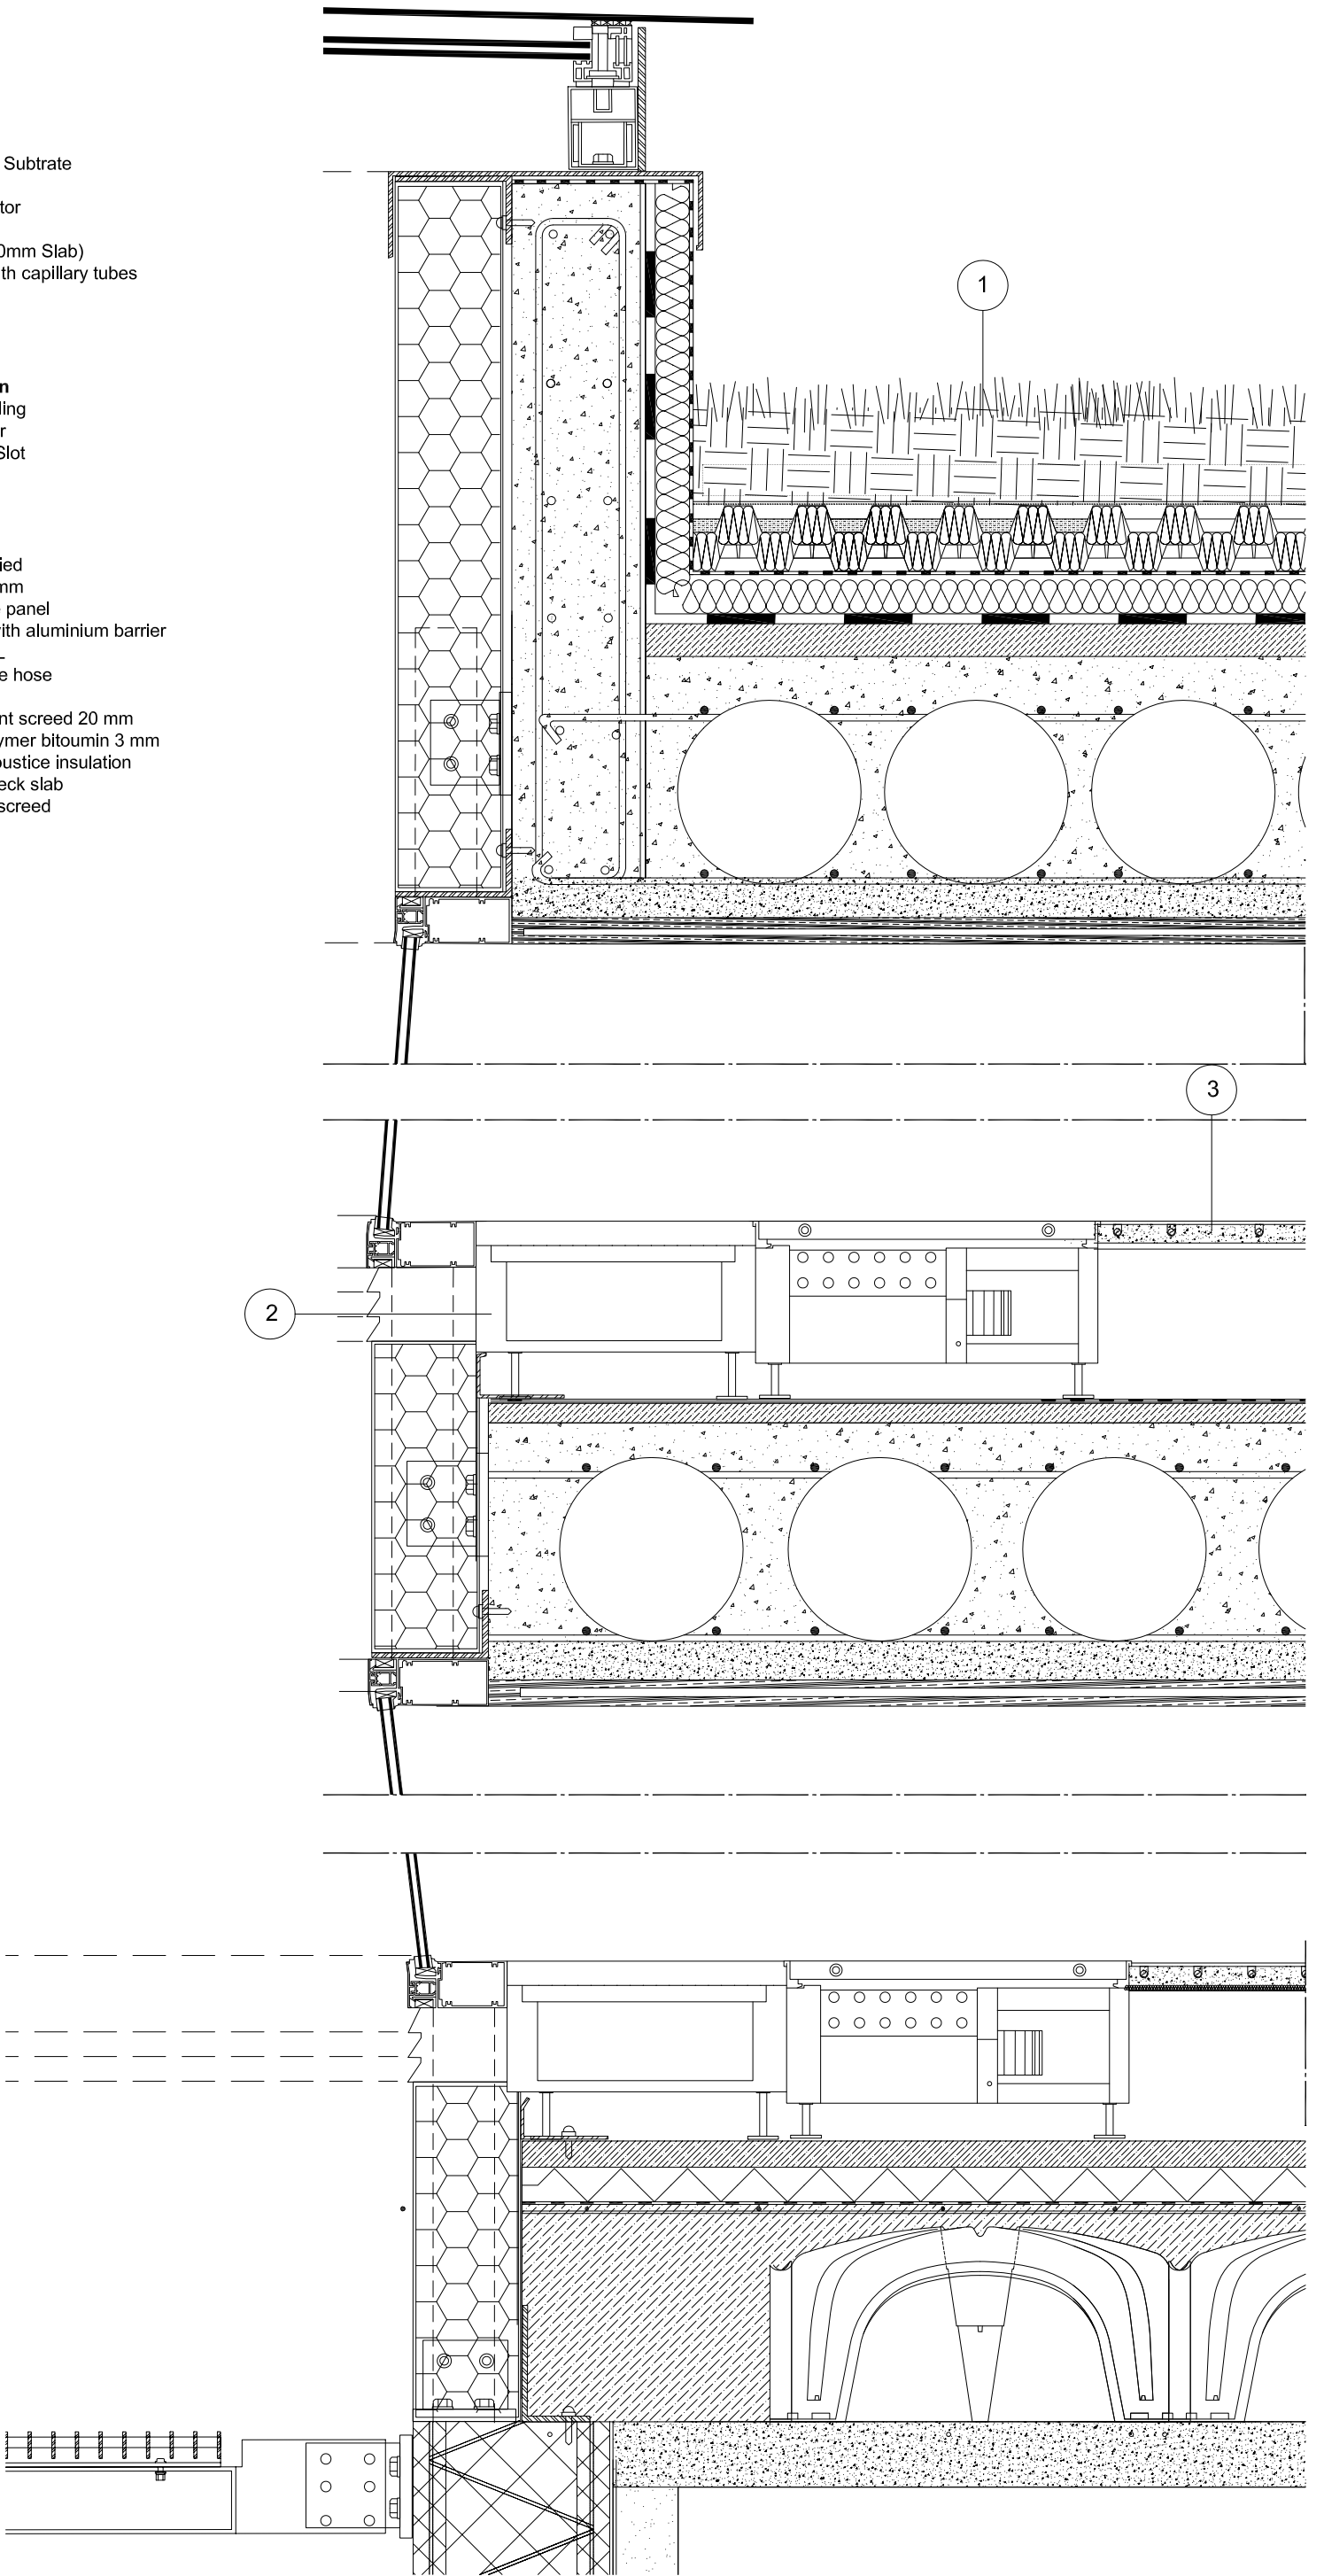 Subtrate
tor
0mm Slab)
th capillary tubes
n
ling
r
Slot
ied
mm
panel
vith aluminium barrier
e hose
nt screed 20 mm
ymer bitoumin 3 mm
oustice insulation
eck slab
screed
1
3
2